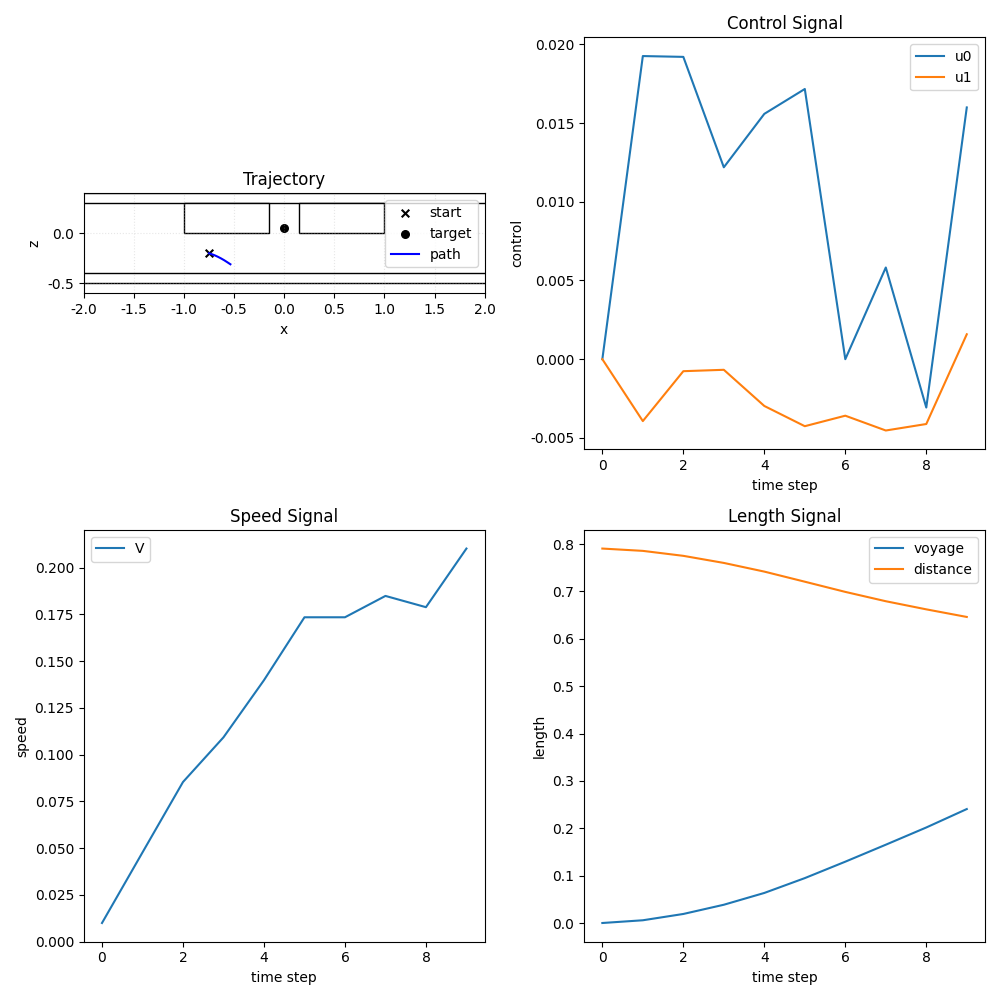 Trajectory
0.0
-0.5
z
-2.0 -1.5 -1.0 -0.5 0.0 0.5 1.0 1.5 2.0
x
start
target
path
Control Signal
0.020
0.015
0.010
0.005
0.000
-0.005
control
0 2 4 6 8
time step
u0
u1
Speed Signal
0.200
0.175
0.150
0.125
0.100
0.075
0.050
0.025
0.000
speed
0 2 4 6 8
time step
V
Length Signal
0.8
0.7
0.6
0.5
0.4
0.3
0.2
0.1
0.0
length
0 2 4 6 8
time step
voyage
distance